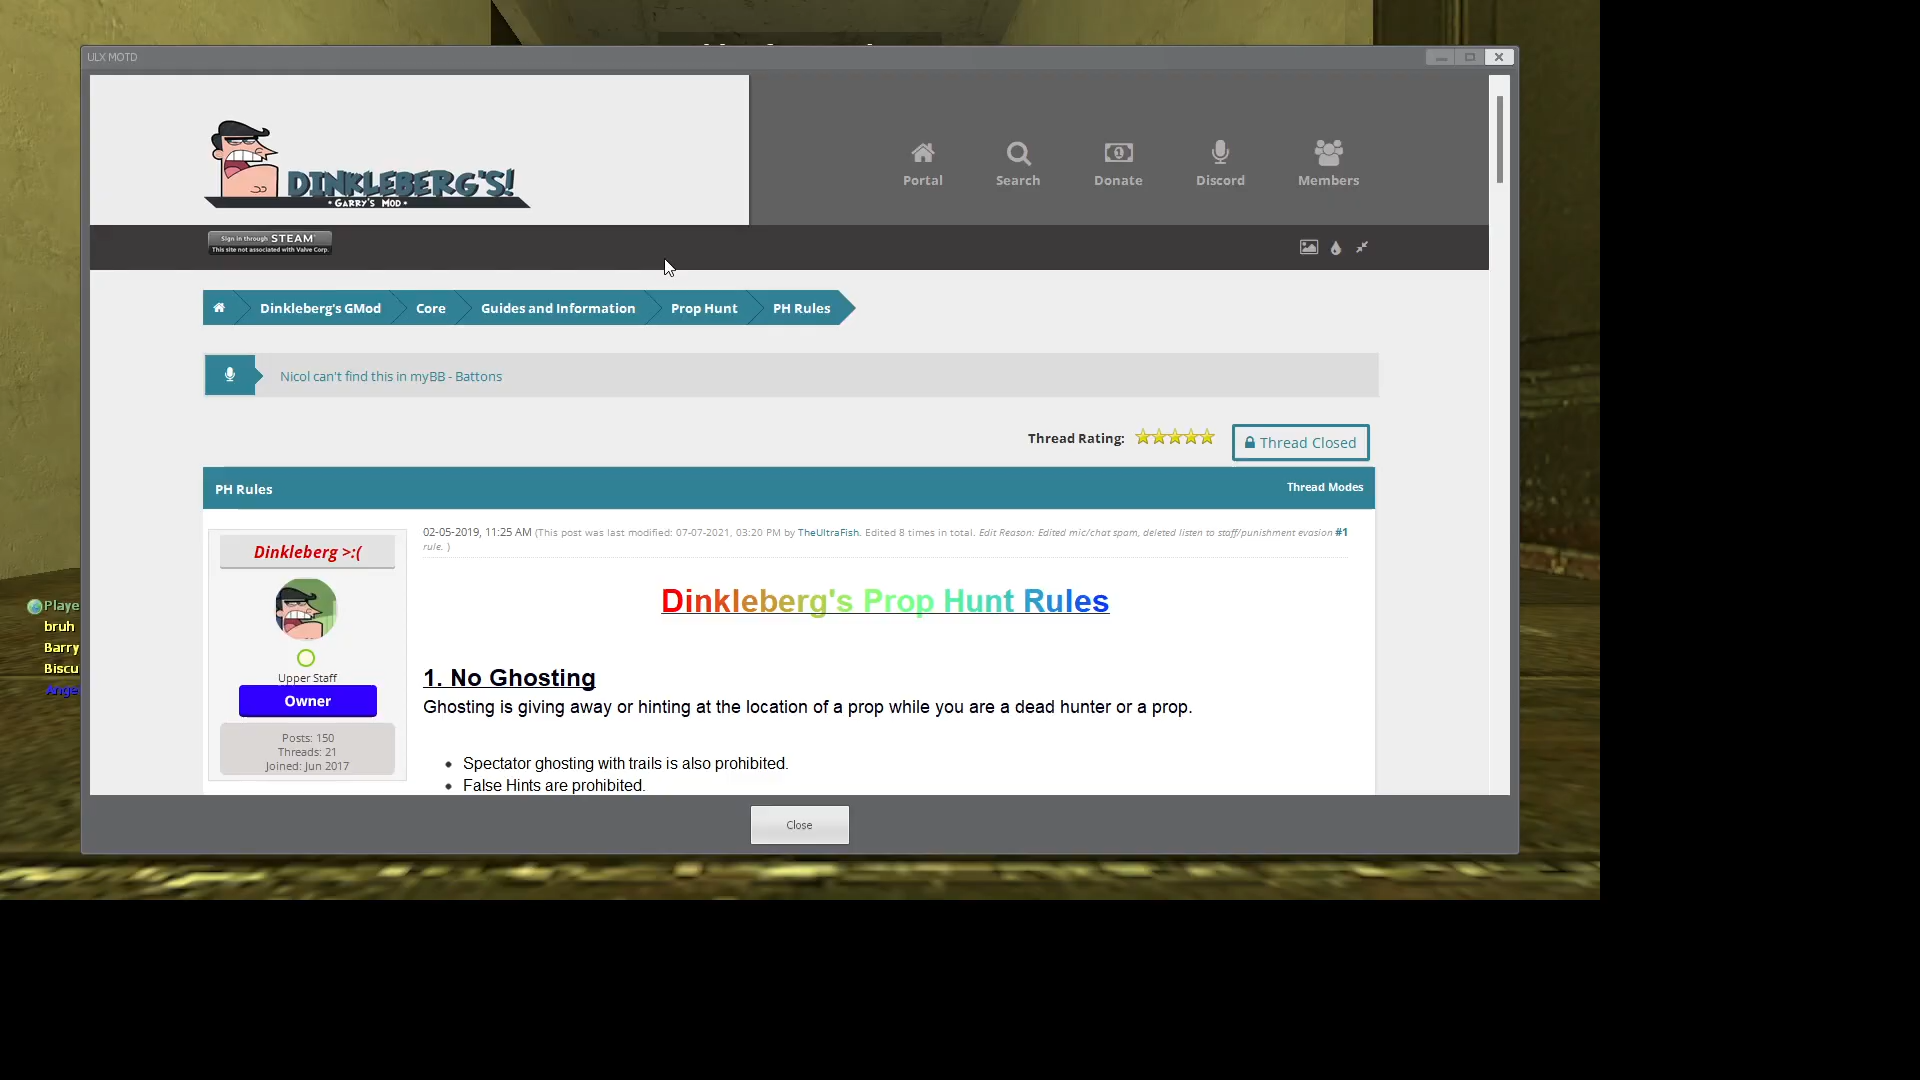 ULX MOTD
DINKLEBERG'S!
• GARRY'S MOD •
Portal
Search
Donate
Discord
Members
Sign in through STEAM
This site not associated with Valve Corp.
Dinkleberg's GMod
Core
Guides and Information
Prop Hunt
PH Rules
Nicol can't find this in myBB - Battons
Thread Rating:
Thread Closed
PH Rules
Thread Modes
Dinkleberg >:(
Upper Staff
Owner
Posts: 150
Threads: 21
Joined: Jun 2017
02-05-2019, 11:25 AM (This post was last modified: 07-07-2021, 03:20 PM by TheUltraFish. Edited 8 times in total. Edit Reason: Edited mic/chat spam, deleted listen to staff/punishment evasion #1
rule. )
Dinkleberg's Prop Hunt Rules
1. No Ghosting
Ghosting is giving away or hinting at the location of a prop while you are a dead hunter or a prop.
• Spectator ghosting with trails is also prohibited.
• False Hints are prohibited.
Playe
bruh
Barry
Biscu
Ange
Close